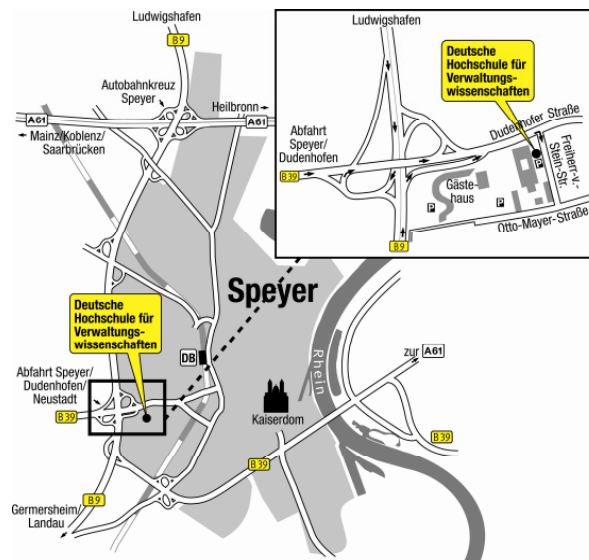 Ludwigshafen
B9
Autobahnkreuz
Speyer
Heilbronn
A61
A61
Mainz/Koblenz/
Saarbrücken
Speyer
Deutsche
Hochschule für
Verwaltungs-
wissenschaften
DB
Abfahrt Speyer/
Dudenhofen/
Neustadt
B39
Kaiserdom
Rhein
zur A61
B39
B39
B9
Germersheim/
Landau
Ludwigshafen
Deutsche
Hochschule für
Verwaltungs-
wissenschaften
Dudenhofer Straße
Abfahrt
Speyer/
Dudenhofen
B39
Freiherr-v.-
Stein-Str.
Gäste-
haus
P
P
P
Otto-Mayer-Straße
B9